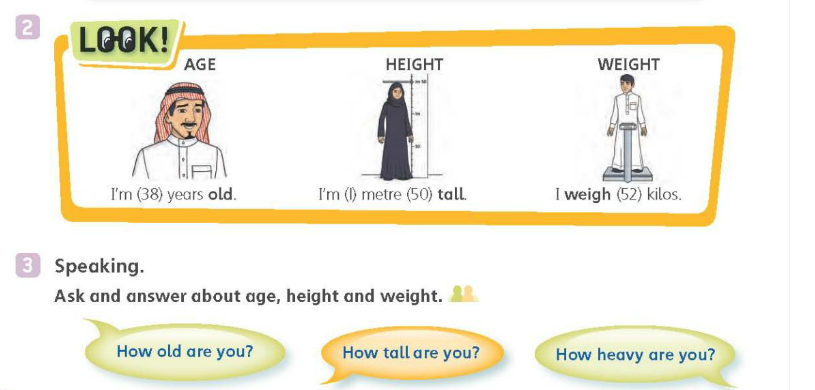 2
LOOK!
AGE HEIGHT WEIGHT
I'm (38) years old. I'm (1) metre (50) tall. I weigh (52) kilos.
3 Speaking.
Ask and answer about age, height and weight.
How old are you? How tall are you? How heavy are you?